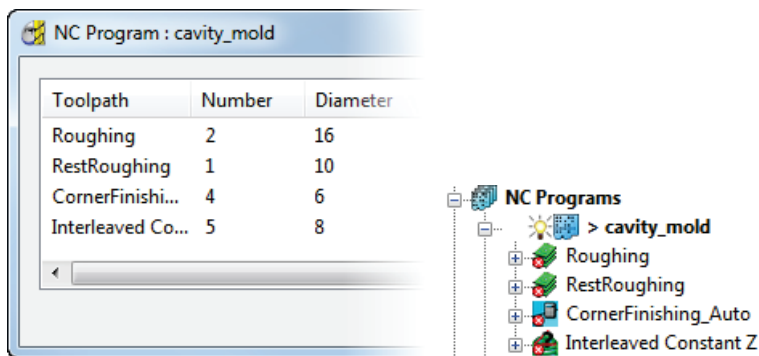 NC Program : cavity_mold
Toolpath Number Diameter
Roughing 2 16
RestRoughing 1 10
CornerFinishi... 4 6
Interleaved Co... 5 8
NC Programs
> cavity_mold
Roughing
RestRoughing
CornerFinishing_Auto
Interleaved Constant Z